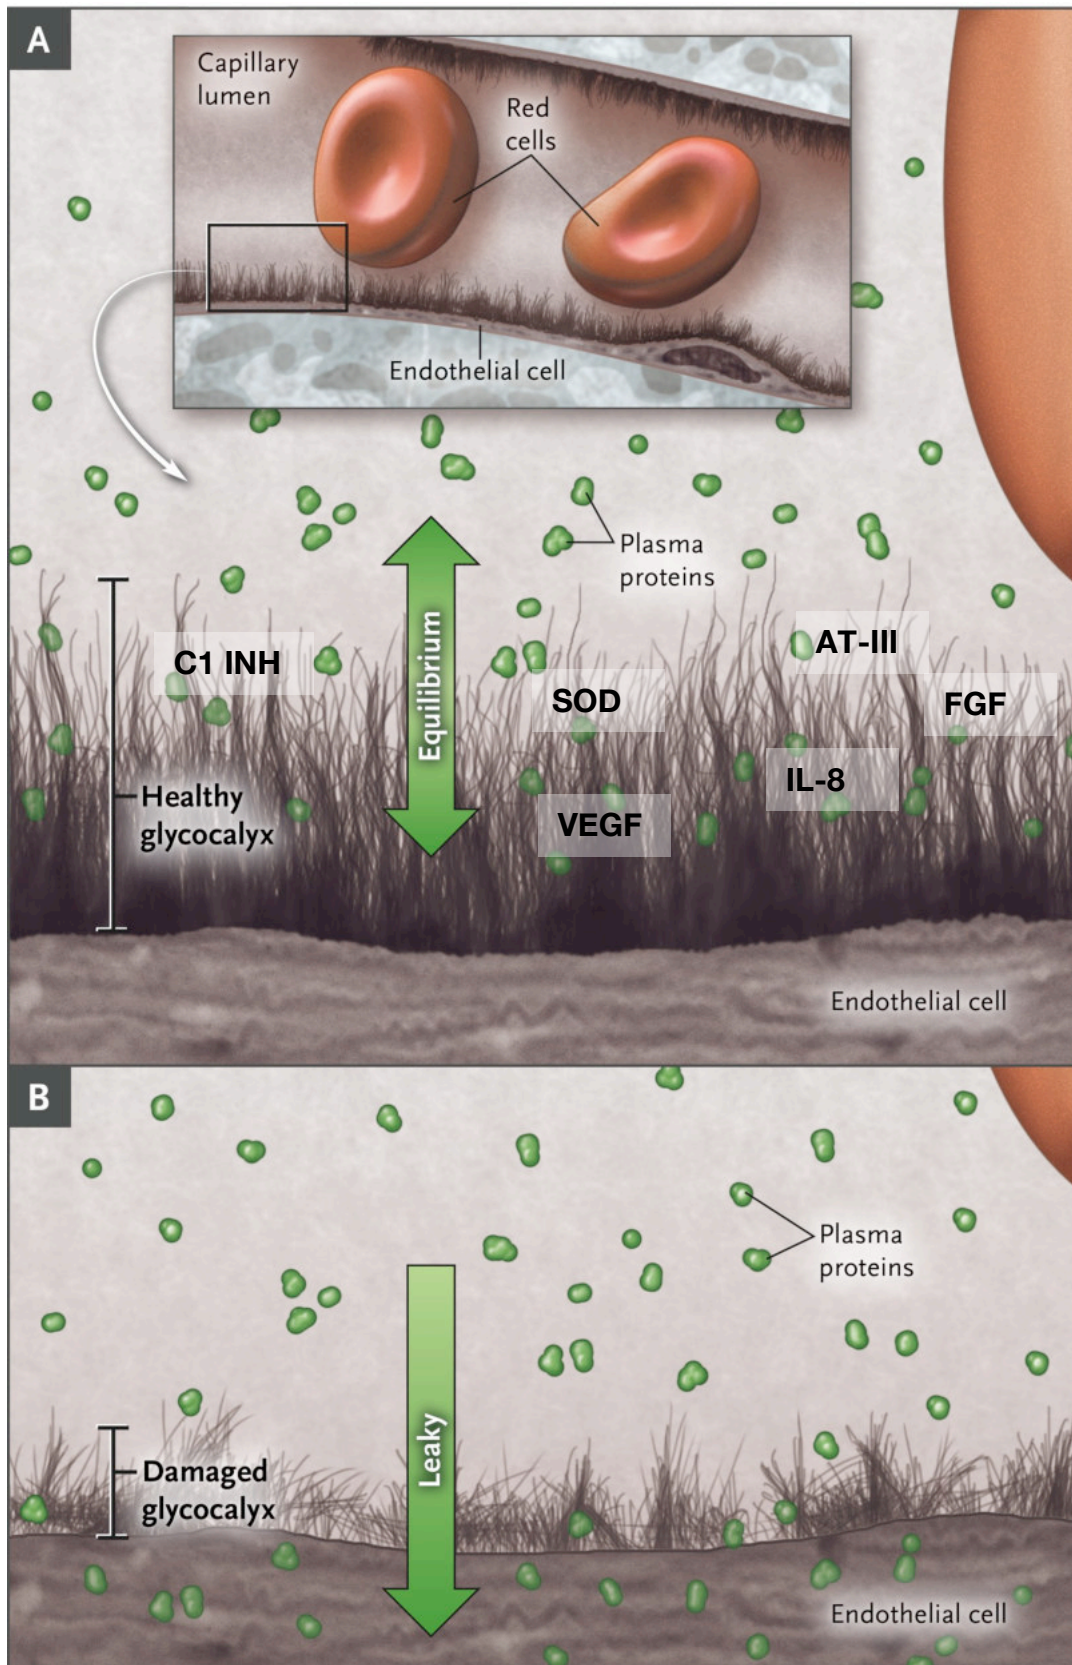 A
Capillary
lumen
Red
cells
Endothelial cell
Plasma
proteins
Equilibrium
C1 INH
AT-III
SOD
FGF
IL-8
VEGF
Healthy
glycocalyx
Endothelial cell
B
Plasma
proteins
Leaky
Damaged
glycocalyx
Endothelial cell